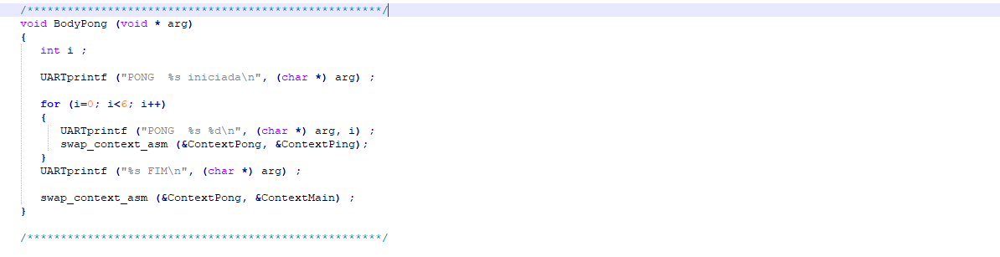 /*****************************************************/
void BodyPong (void * arg)
{
   int i ;
   UARTprintf ("PONG  %s iniciada\n", (char *) arg) ;
   for (i=0; i<6; i++)
   {
      UARTprintf ("PONG  %s %d\n", (char *) arg, i) ;
      swap_context_asm (&ContextPong, &ContextPing);
   }
   UARTprintf ("%s FIM\n", (char *) arg) ;
   swap_context_asm (&ContextPong, &ContextMain) ;
}
/*****************************************************/